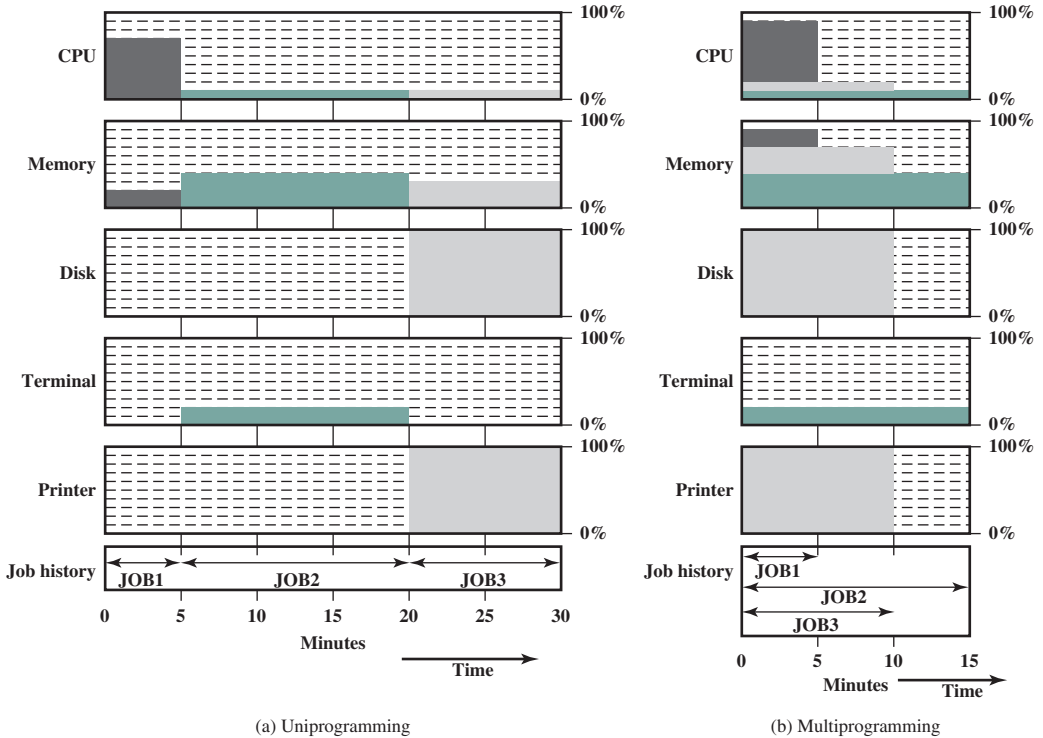 100%
CPU
0%
100%
Memory
0%
100%
Disk
0%
100%
Terminal
0%
100%
Printer
0%
Job history
JOB1 JOB2 JOB3
0 5 10 15 20 25 30
Minutes
Time
(a) Uniprogramming
100%
CPU
0%
100%
Memory
0%
100%
Disk
0%
100%
Terminal
0%
100%
Printer
0%
Job history
JOB1
JOB2
JOB3
0 5 10 15
Minutes
Time
(b) Multiprogramming